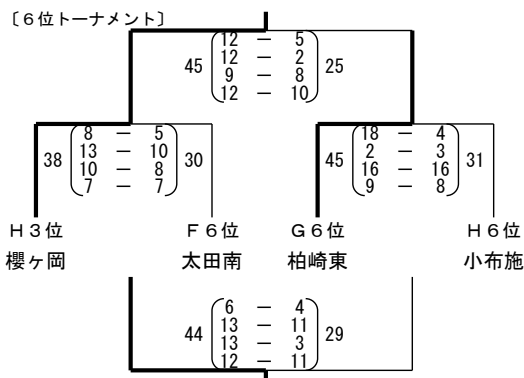 〔６位トーナメント〕
45 12 － 5 25
12 － 2
9 － 8
12 － 10
38 8 － 5 30
13 － 10
10 － 8
7 － 7
45 18 － 4 31
2 － 3
16 － 16
9 － 8
Ｈ３位 Ｆ６位 Ｇ６位 Ｈ６位
櫻ヶ岡 太田南 柏崎東 小布施
44 6 － 4 29
13 － 11
13 － 3
12 － 11